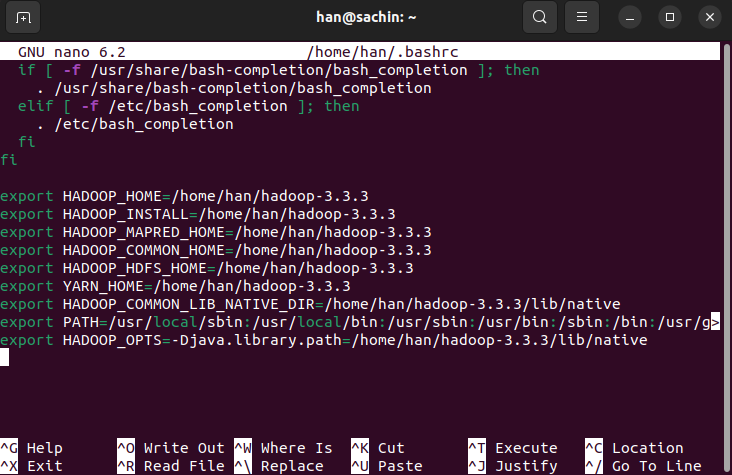 han@sachin: ~
GNU nano 6.2 /home/han/.bashrc
if [ -f /usr/share/bash-completion/bash_completion ]; then
. /usr/share/bash-completion/bash_completion
elif [ -f /etc/bash_completion ]; then
. /etc/bash_completion
fi
fi
export HADOOP_HOME=/home/han/hadoop-3.3.3
export HADOOP_INSTALL=/home/han/hadoop-3.3.3
export HADOOP_MAPRED_HOME=/home/han/hadoop-3.3.3
export HADOOP_COMMON_HOME=/home/han/hadoop-3.3.3
export HADOOP_HDFS_HOME=/home/han/hadoop-3.3.3
export YARN_HOME=/home/han/hadoop-3.3.3
export HADOOP_COMMON_LIB_NATIVE_DIR=/home/han/hadoop-3.3.3/lib/native
export PATH=/usr/local/sbin:/usr/local/bin:/usr/sbin:/usr/bin:/sbin:/bin:/usr/g>
export HADOOP_OPTS=-Djava.library.path=/home/han/hadoop-3.3.3/lib/native
^G Help ^O Write Out ^W Where Is ^K Cut ^T Execute ^C Location
^X Exit ^R Read File ^\ Replace ^U Paste ^J Justify ^/ Go To Line